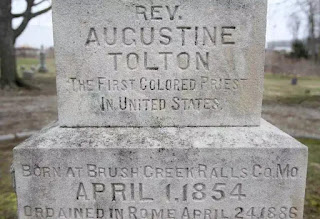 REV.
AUGUSTINE
TOLTON
THE FIRST COLORED PRIEST
IN UNITED STATES.
BORN AT BRUSH CREEK RALLS CO. MO.
APRIL 1, 1854
ORDAINED IN ROME APRIL 24, 1886